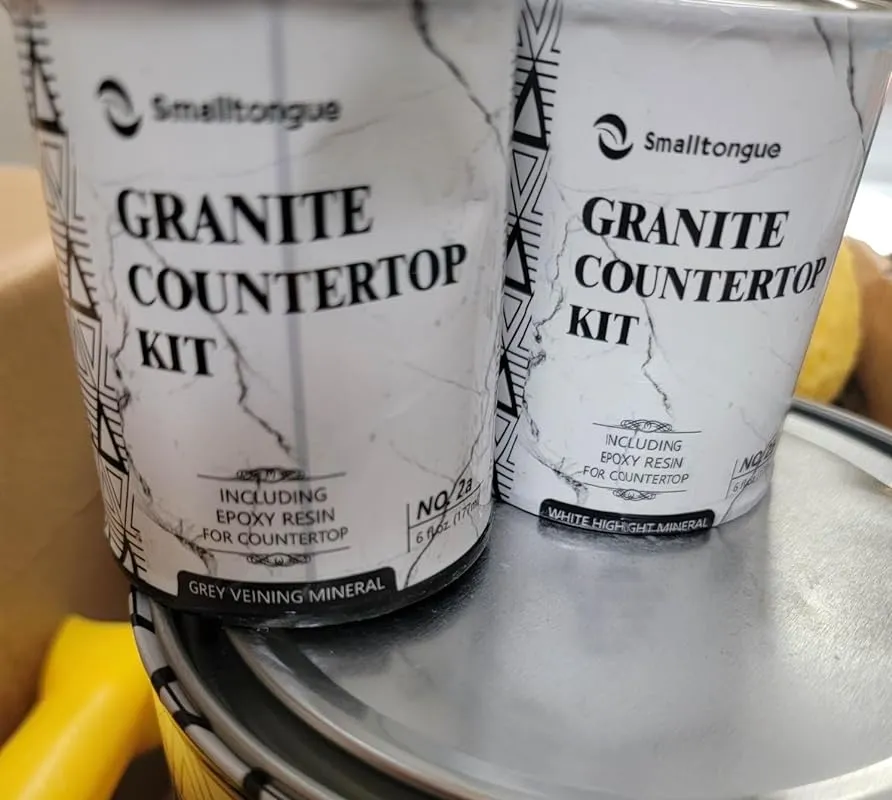 Smalltongue
GRANITE
COUNTERTOP
KIT
INCLUDING
EPOXY RESIN
FOR COUNTERTOP
NO. 2a
6 fl oz. (177ml
GREY VEINING MINERAL
Smalltongue
GRANITE
COUNTERTOP
KIT
INCLUDING
EPOXY RESIN
FOR COUNTERTOP
NO.
WHITE HIGHLIGHT MINERAL